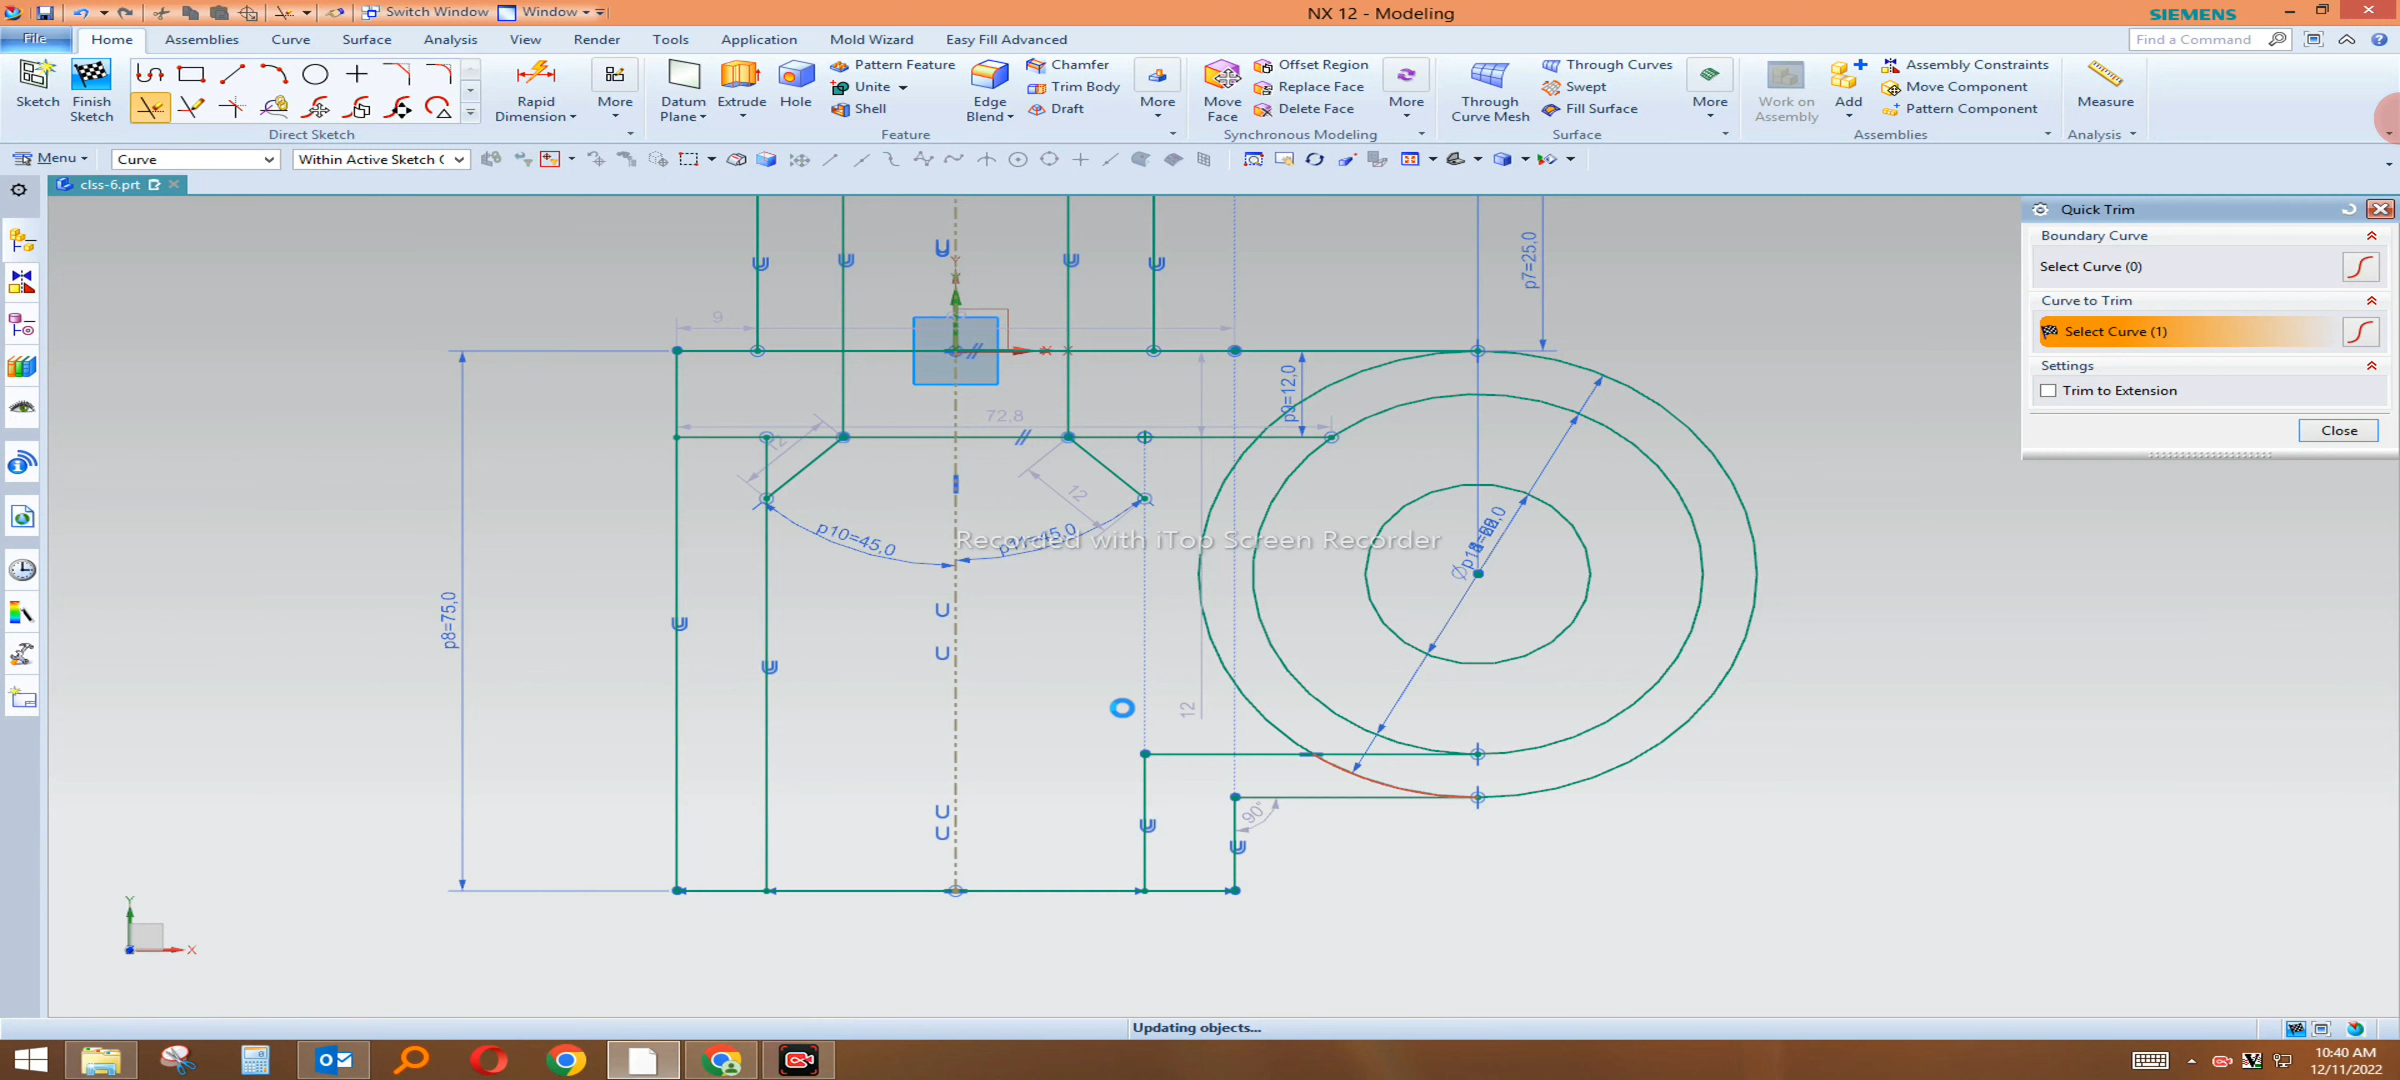 Switch Window Window
NX 12 - Modeling
SIEMENS
File Home Assemblies Curve Surface Analysis View Render Tools Application Mold Wizard Easy Fill Advanced
Find a Command
Sketch
Finish Sketch
Direct Sketch
Rapid Dimension
More
Datum Plane
Extrude
Hole
Pattern Feature
Unite
Shell
Edge Blend
Chamfer
Trim Body
Draft
More
Feature
Move Face
Offset Region
Replace Face
Delete Face
More
Synchronous Modeling
Through Curve Mesh
Through Curves
Swept
Fill Surface
More
Surface
Work on Assembly
Add
Assembly Constraints
Move Component
Pattern Component
Assemblies
Measure
Analysis
Menu
Curve
Within Active Sketch (
clss-6.prt
Quick Trim
Boundary Curve
Select Curve (0)
Curve to Trim
Select Curve (1)
Settings
Trim to Extension
Close
p7=25,0
9
p9=12,0
72,8
12
12
p10=45,0
Recorded with iTop Screen Recorder
p8=75,0
12
90°
Y
X
Updating objects...
10:40 AM
12/11/2022